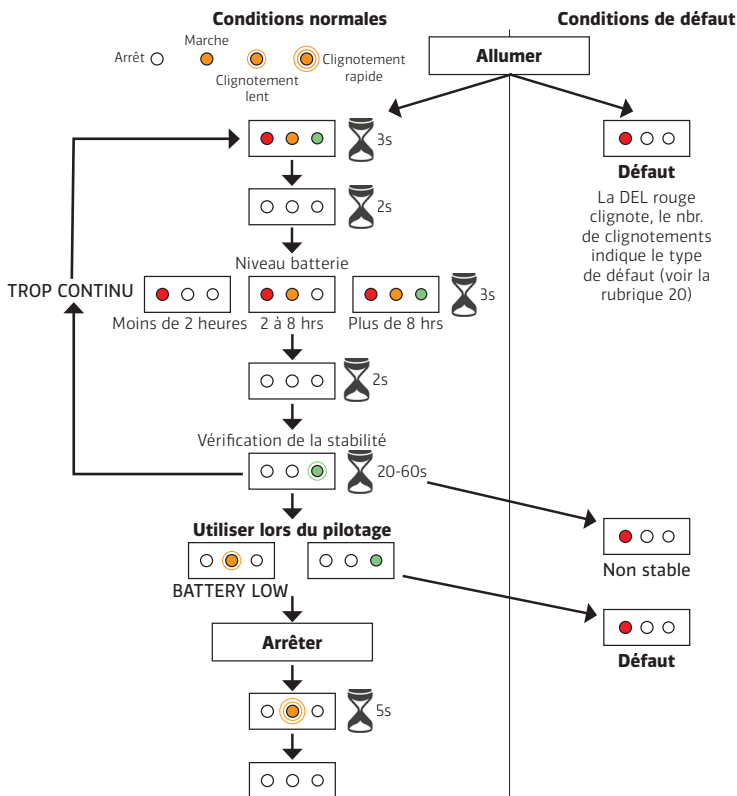 Conditions normales
Conditions de défaut
Arrêt
Marche
Clignotement
lent
Clignotement
rapide
Allumer
3s
Défaut
La DEL rouge
clignote, le nbr.
de clignotements
indique le type
de défaut (voir la
rubrique 20)
2s
Niveau batterie
TROP CONTINU
3s
Moins de 2 heures
2 à 8 hrs
Plus de 8 hrs
2s
Vérification de la stabilité
20-60s
Utiliser lors du pilotage
Non stable
BATTERY LOW
Arrêter
Défaut
5s